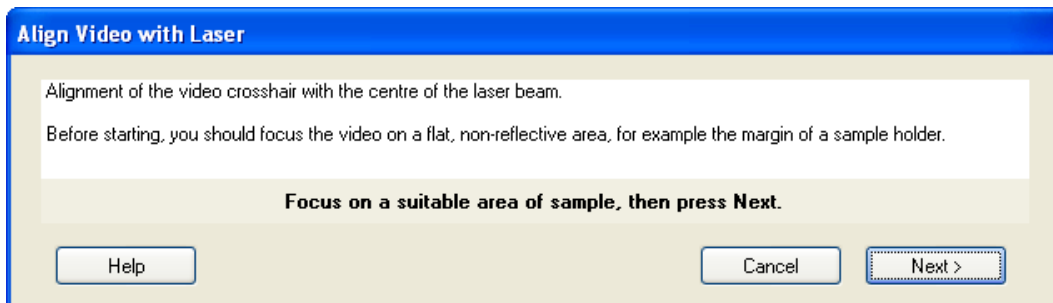 Align Video with Laser
Alignment of the video crosshair with the centre of the laser beam.
Before starting, you should focus the video on a flat, non-reflective area, for example the margin of a sample holder.
Focus on a suitable area of sample, then press Next.
Help Cancel Next >